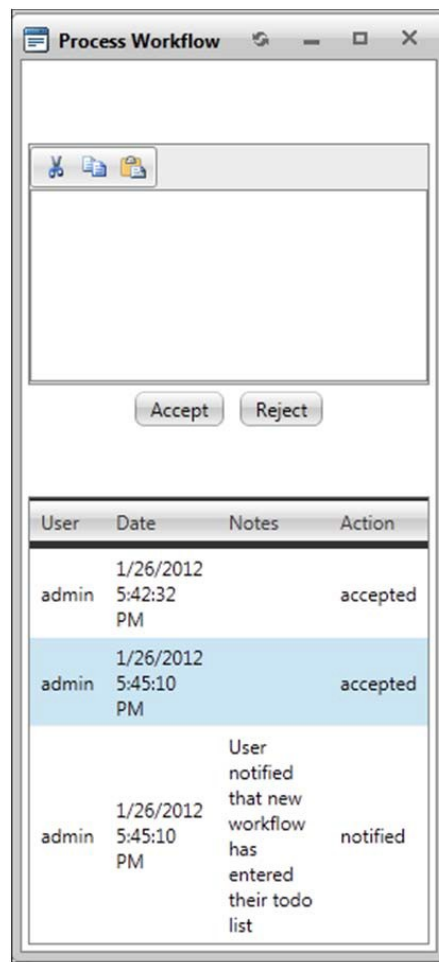 Process Workflow
Accept Reject
User Date Notes Action
admin 1/26/2012 5:42:32 PM accepted
admin 1/26/2012 5:45:10 PM accepted
admin 1/26/2012 5:45:10 PM User notified that new workflow has entered their todo list notified